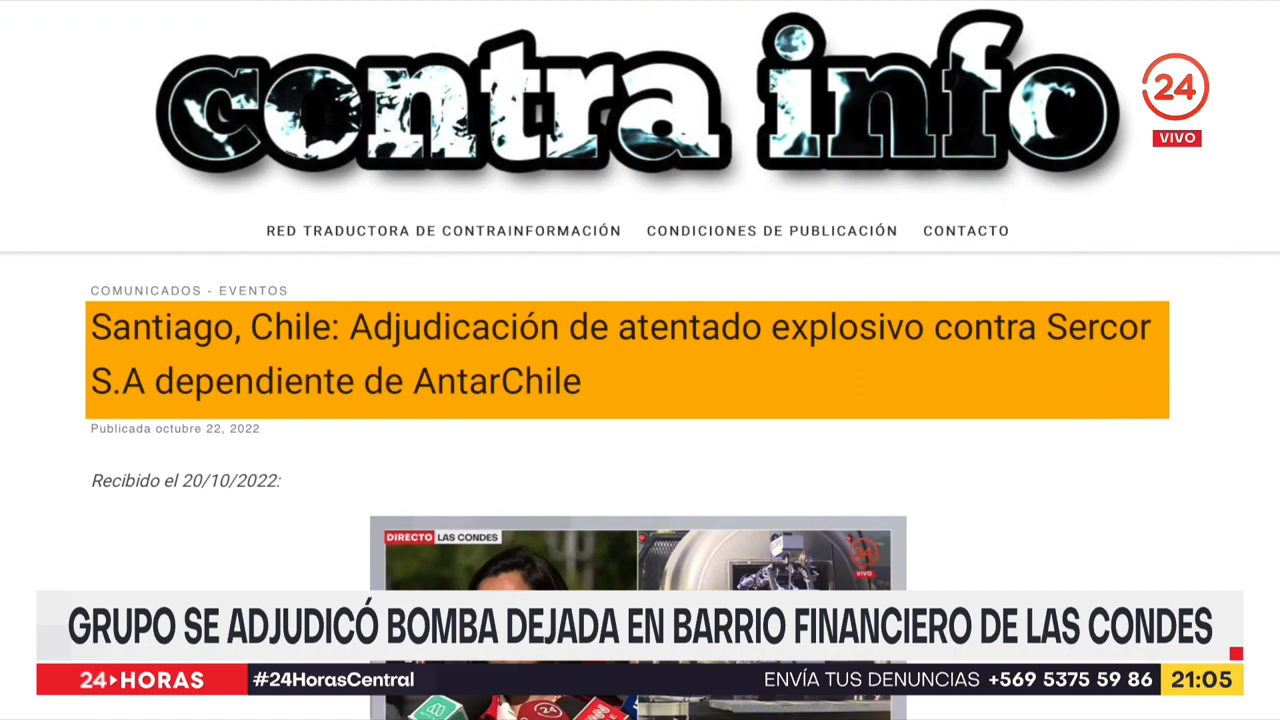 contra info
24
VIVO
RED TRADUCTORA DE CONTRAINFORMACIÓN CONDICIONES DE PUBLICACIÓN CONTACTO
COMUNICADOS - EVENTOS
Santiago, Chile: Adjudicación de atentado explosivo contra Sercor
S.A dependiente de AntarChile
Publicada octubre 22, 2022
Recibido el 20/10/2022:
DIRECTO LAS CONDES
24
VIVO
GRUPO SE ADJUDICÓ BOMBA DEJADA EN BARRIO FINANCIERO DE LAS CONDES
24 HORAS #24HorasCentral ENVÍA TUS DENUNCIAS +569 5375 59 86 21:05
24